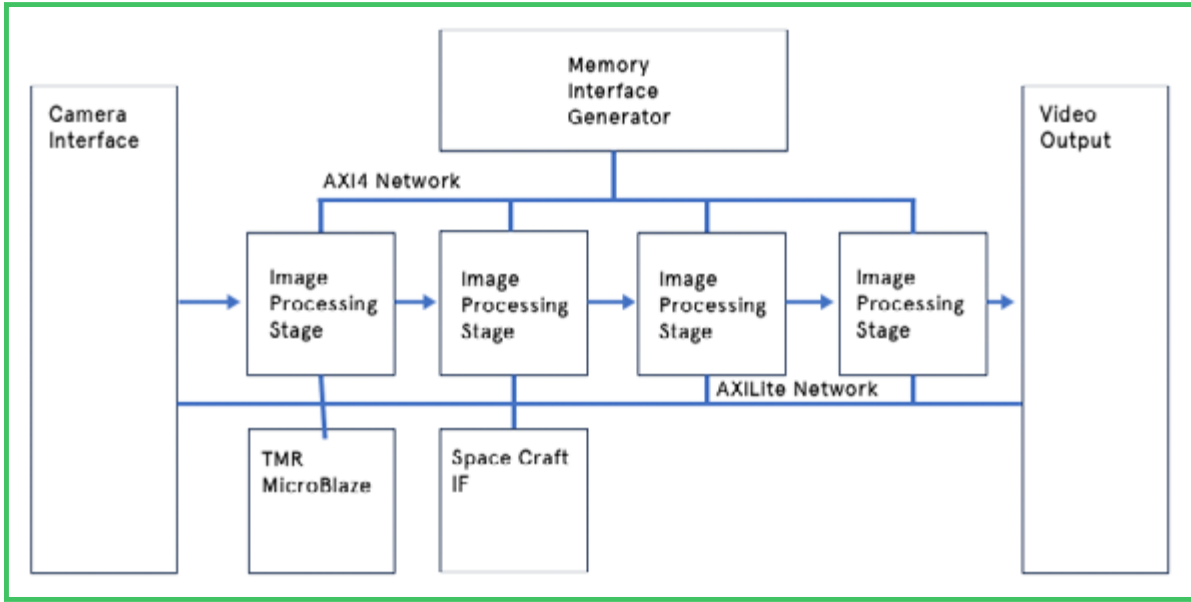 Memory
Interface
Generator
Camera
Interface
Video
Output
AXI4 Network
Image
Processing
Stage
Image
Processing
Stage
Image
Processing
Stage
Image
Processing
Stage
AXILite Network
TMR
MicroBlaze
Space Craft
IF